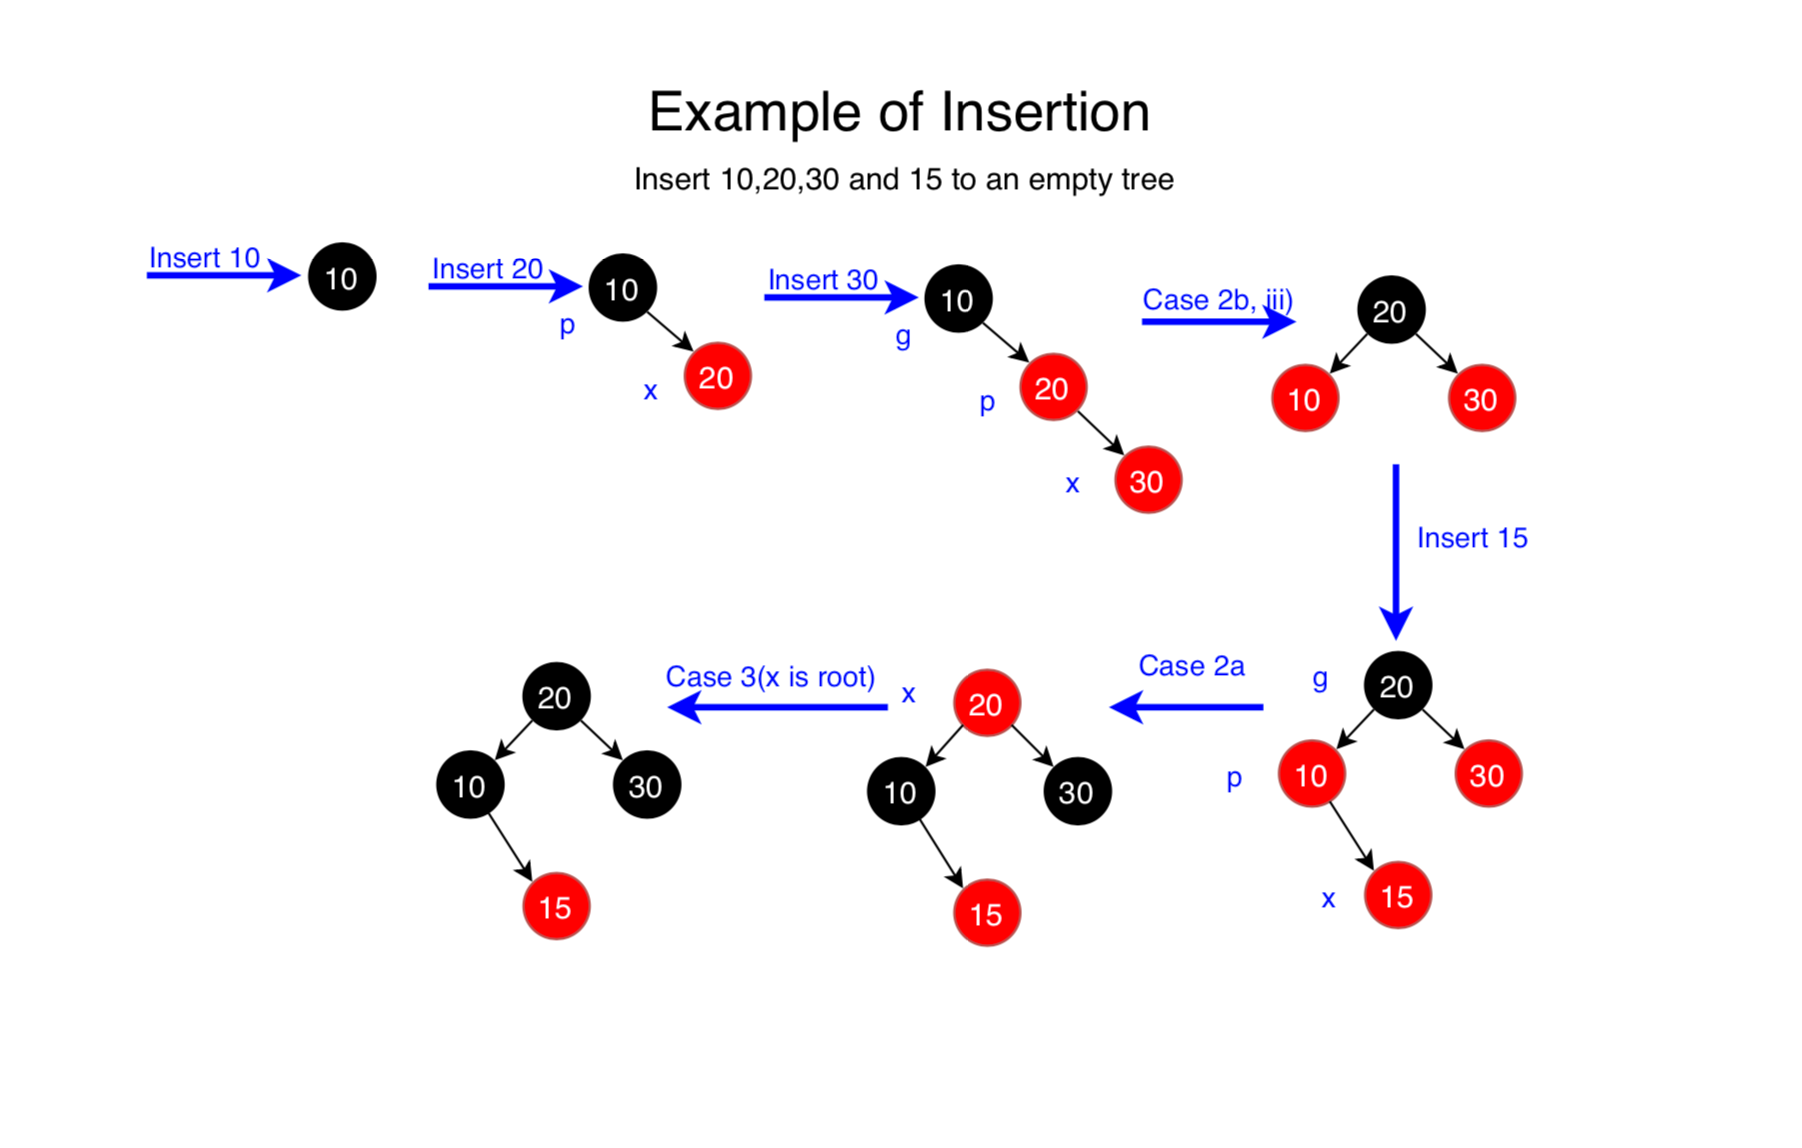 Example of Insertion
Insert 10,20,30 and 15 to an empty tree
Insert 10
10
Insert 20
10
p
20
x
Insert 30
10
g
20
p
30
x
Case 2b, iii)
20
10
30
Insert 15
g
20
p
10
30
x
15
Case 2a
x
20
10
30
15
Case 3(x is root)
20
10
30
15